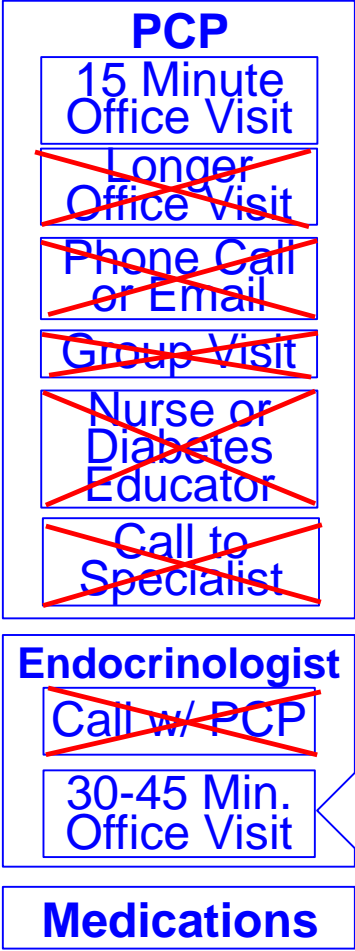 PCP
15 Minute
Office Visit
Longer
Office Visit
Phone Call
or Email
Group Visit
Nurse or
Diabetes
Educator
Call to
Specialist
Endocrinologist
Call w/ PCP
30-45 Min.
Office Visit
Medications